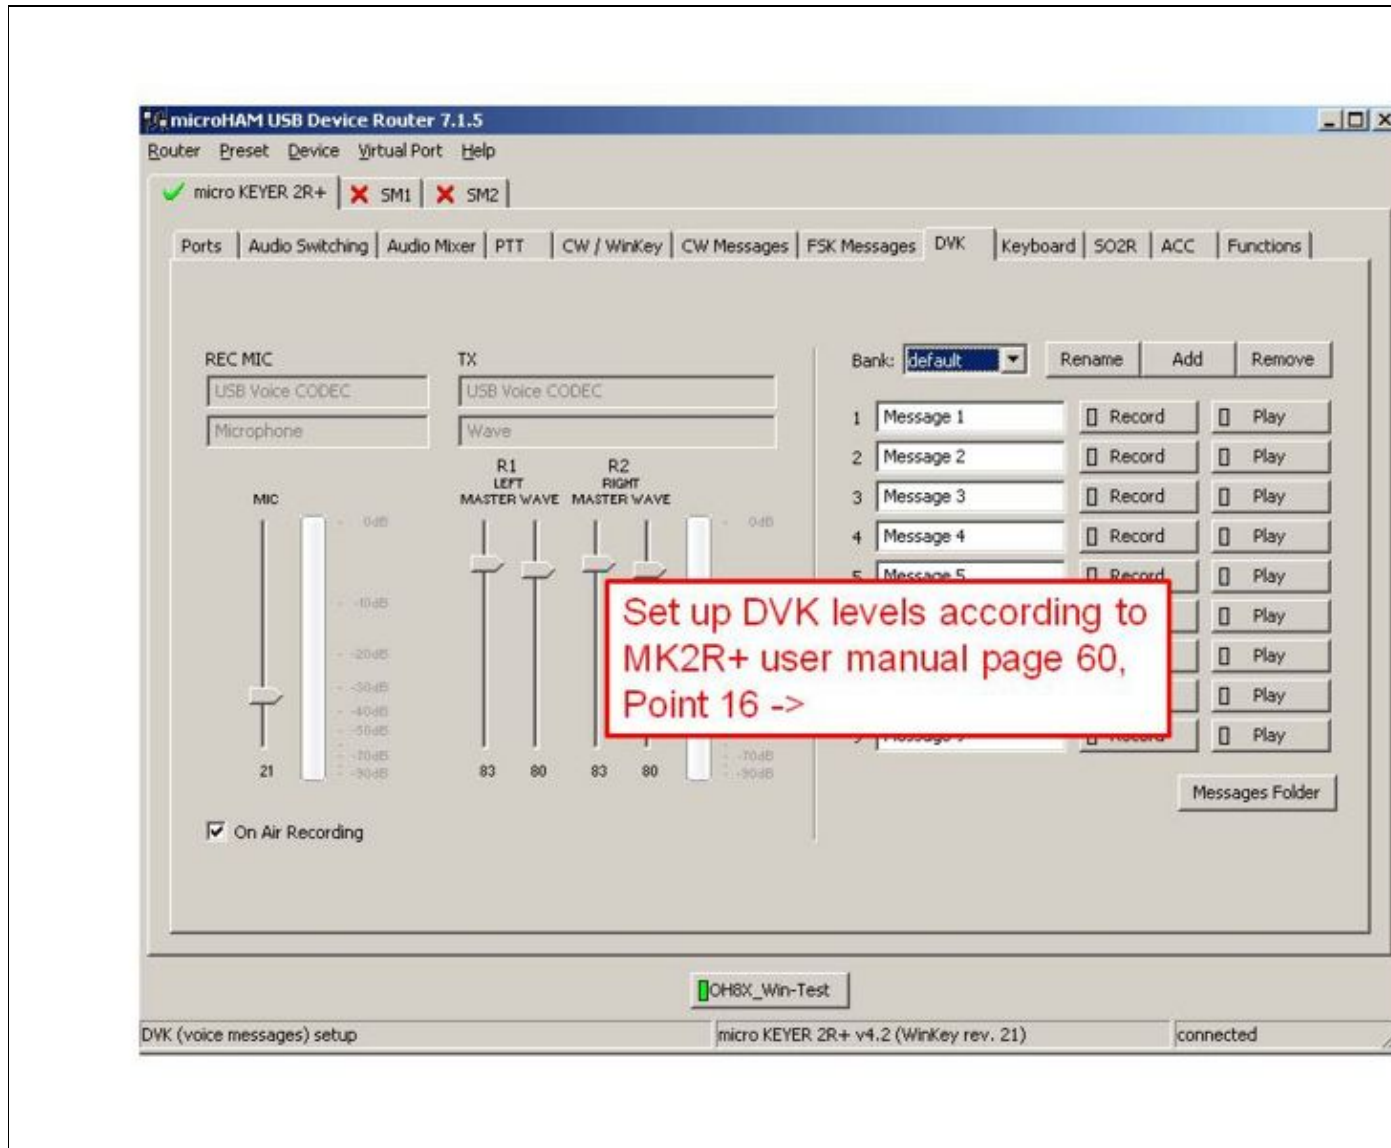 microHAM USB Device Router 7.1.5
Router Preset Device Virtual Port Help
micro KEYER 2R+ SM1 SM2
Ports Audio Switching Audio Mixer PTT CW / WinKey CW Messages FSK Messages DVK Keyboard SO2R ACC Functions
REC MIC TX
USB Voice CODEC USB Voice CODEC
Microphone Wave
R1 R2
LEFT RIGHT
MIC MASTER WAVE MASTER WAVE
0dB 0dB
-10dB
-20dB
-30dB
-40dB
-50dB
-70dB -70dB
-90dB -90dB
21 83 80 83 80
On Air Recording
Bank: default Rename Add Remove
1 Message 1 Record Play
2 Message 2 Record Play
3 Message 3 Record Play
4 Message 4 Record Play
5 Message 5 Record Play
Play
Play
Play
9 Message 9 Record Play
Set up DVK levels according to
MK2R+ user manual page 60,
Point 16 ->
Messages Folder
OH8X_Win-Test
DVK (voice messages) setup micro KEYER 2R+ v4.2 (WinKey rev. 21) connected